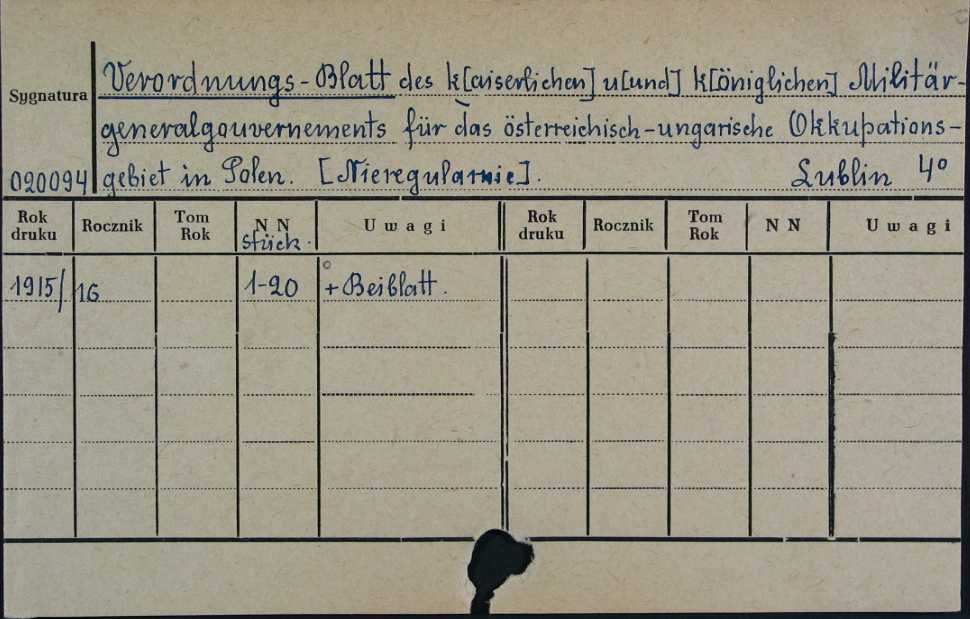 Verordnungs-Blatt des k[aiserlichen] u[und] k[öniglichen] Militär-
Sygnatura
generalgouvernements für das österreichisch-ungarische Okkupations-
020094 gebiet in Polen. [Nieregularnie]. Lublin 4°
Rok druku Rocznik Tom Rok N N stück. Uwagi Rok druku Rocznik Tom Rok N N Uwagi
1915/16 1-20 + Beiblatt.